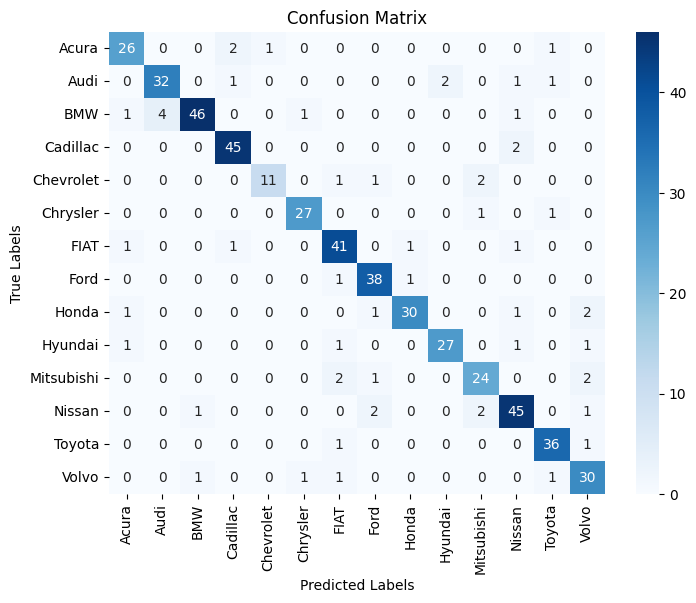 Confusion Matrix
True Labels
Acura 26 0 0 2 1 0 0 0 0 0 0 0 1 0
Audi 0 32 0 1 0 0 0 0 0 2 0 1 1 0
BMW 1 4 46 0 0 1 0 0 0 0 0 1 0 0
Cadillac 0 0 0 45 0 0 0 0 0 0 0 2 0 0
Chevrolet 0 0 0 0 11 0 1 1 0 0 2 0 0 0
Chrysler 0 0 0 0 0 27 0 0 0 0 1 0 1 0
FIAT 1 0 0 1 0 0 41 0 1 0 0 1 0 0
Ford 0 0 0 0 0 0 1 38 1 0 0 0 0 0
Honda 1 0 0 0 0 0 0 1 30 0 0 1 0 2
Hyundai 1 0 0 0 0 0 1 0 0 27 0 1 0 1
Mitsubishi 0 0 0 0 0 0 2 1 0 0 24 0 0 2
Nissan 0 0 1 0 0 0 0 2 0 0 2 45 0 1
Toyota 0 0 0 0 0 0 1 0 0 0 0 0 36 1
Volvo 0 0 1 0 0 1 1 0 0 0 0 0 1 30
Acura Audi BMW Cadillac Chevrolet Chrysler FIAT Ford Honda Hyundai Mitsubishi Nissan Toyota Volvo
Predicted Labels
40
30
20
10
0